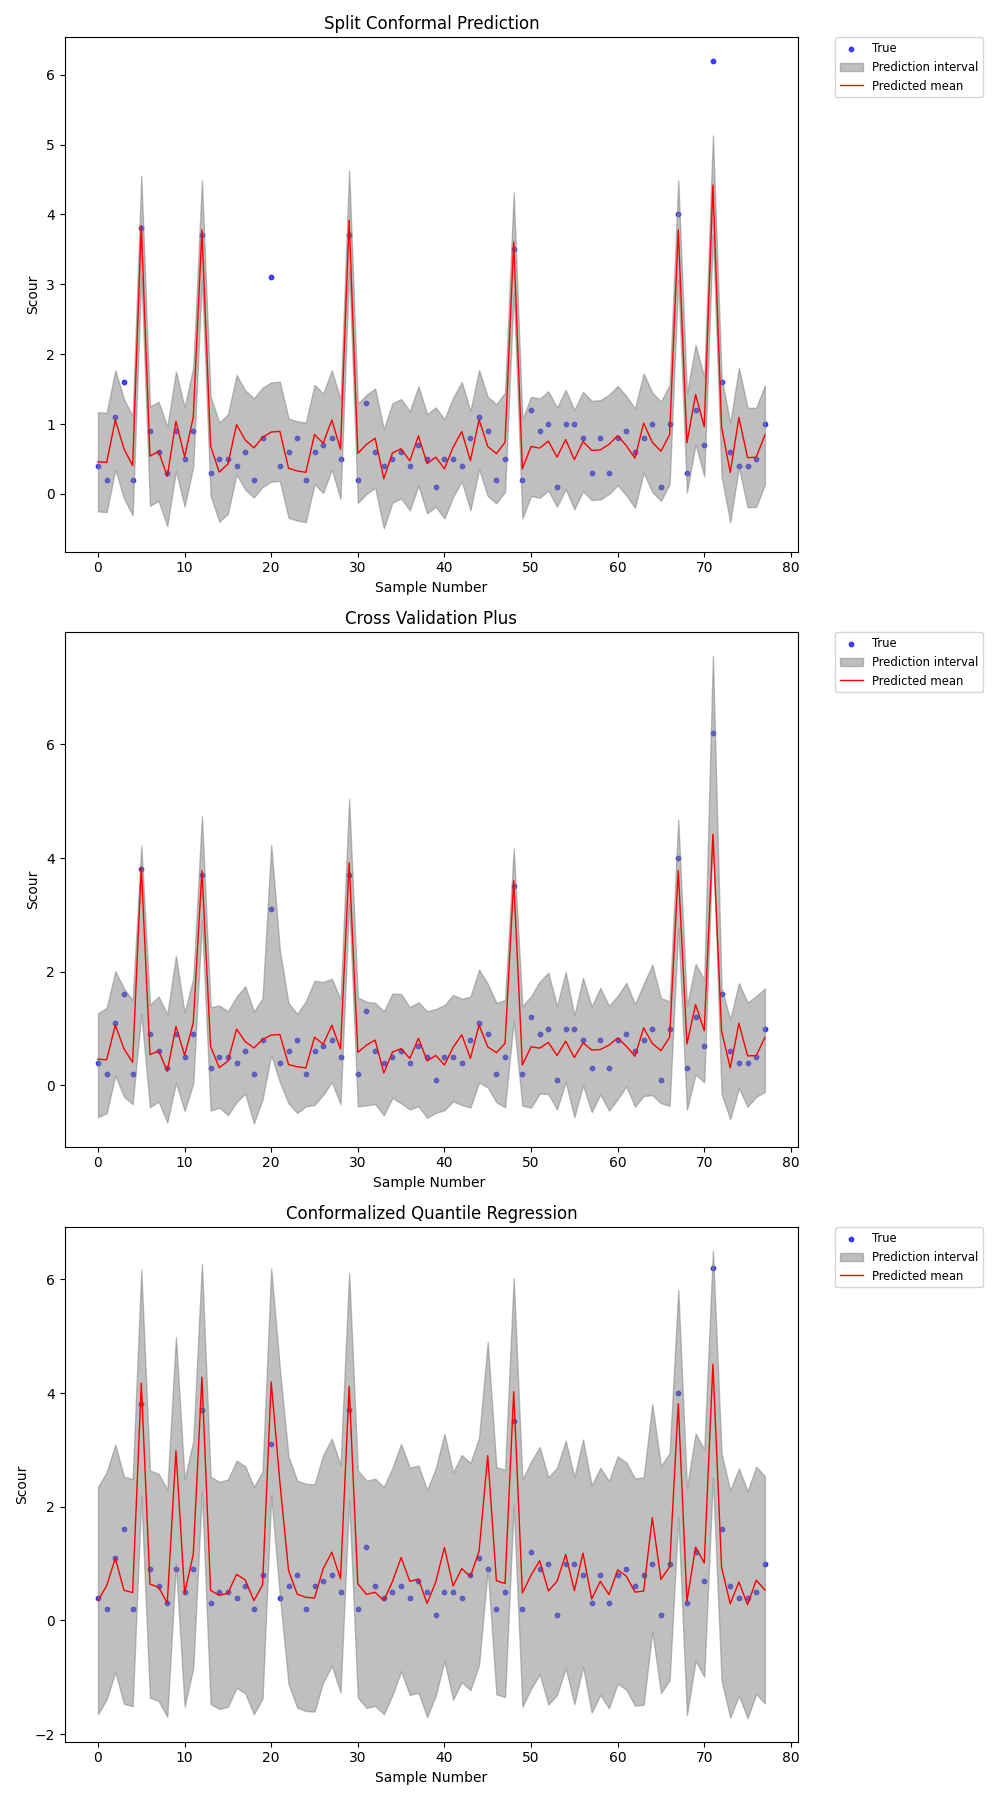 Split Conformal Prediction
True
Prediction interval
Predicted mean
6
5
4
3
2
1
0
Scour
0 10 20 30 40 50 60 70 80
Sample Number
Cross Validation Plus
True
Prediction interval
Predicted mean
6
4
2
0
Scour
0 10 20 30 40 50 60 70 80
Sample Number
Conformalized Quantile Regression
True
Prediction interval
Predicted mean
6
4
2
0
−2
Scour
0 10 20 30 40 50 60 70 80
Sample Number